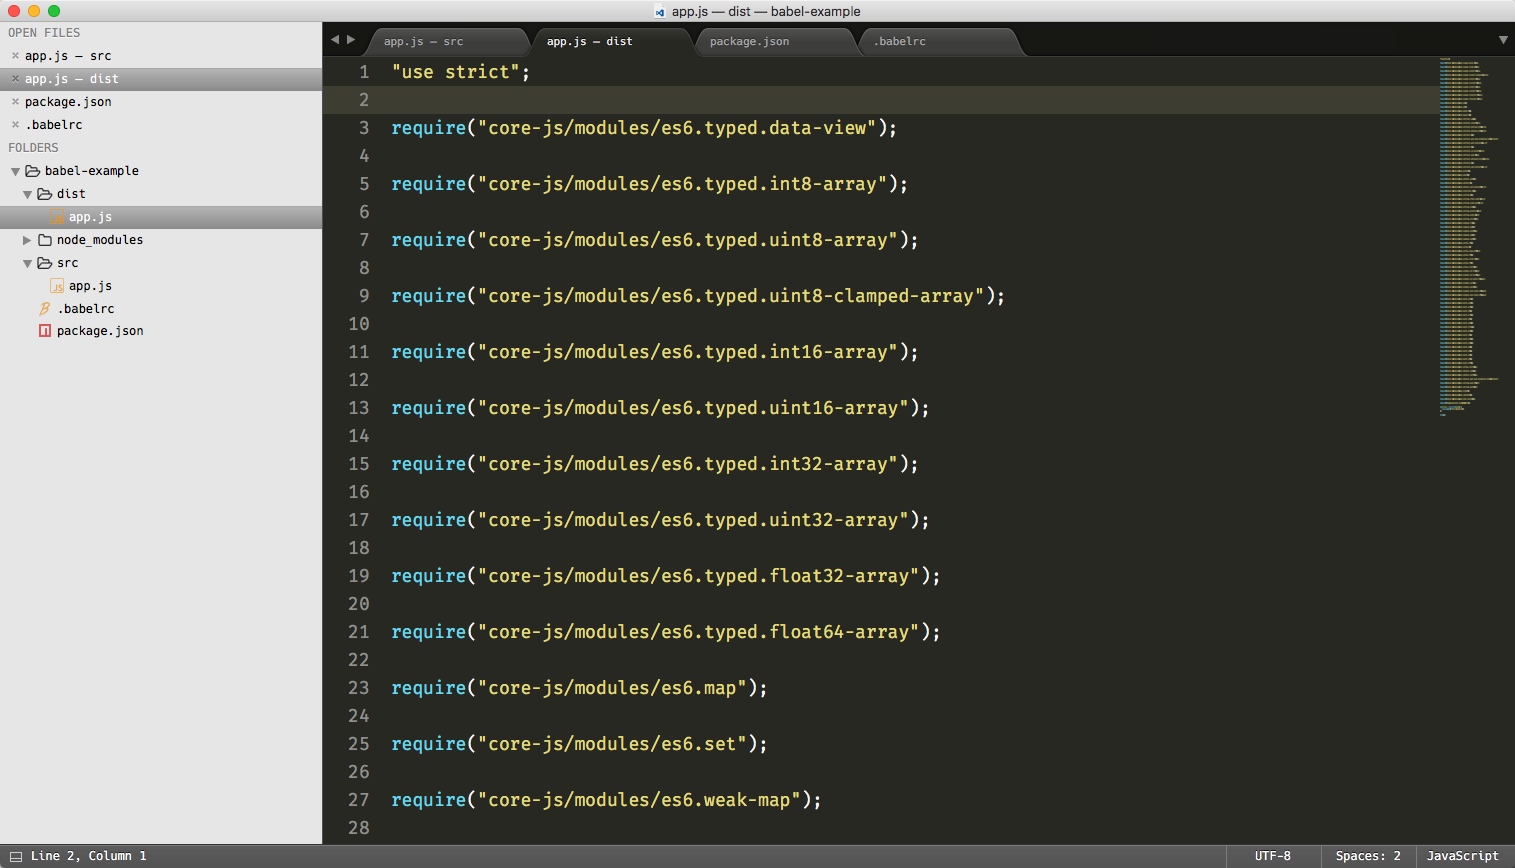 app.js — dist — babel-example
OPEN FILES
app.js — src
app.js — dist
package.json
.babelrc
FOLDERS
babel-example
dist
app.js
node_modules
src
app.js
.babelrc
package.json
app.js — src
app.js — dist
package.json
.babelrc
1 "use strict";
2
3 require("core-js/modules/es6.typed.data-view");
4
5 require("core-js/modules/es6.typed.int8-array");
6
7 require("core-js/modules/es6.typed.uint8-array");
8
9 require("core-js/modules/es6.typed.uint8-clamped-array");
10
11 require("core-js/modules/es6.typed.int16-array");
12
13 require("core-js/modules/es6.typed.uint16-array");
14
15 require("core-js/modules/es6.typed.int32-array");
16
17 require("core-js/modules/es6.typed.uint32-array");
18
19 require("core-js/modules/es6.typed.float32-array");
20
21 require("core-js/modules/es6.typed.float64-array");
22
23 require("core-js/modules/es6.map");
24
25 require("core-js/modules/es6.set");
26
27 require("core-js/modules/es6.weak-map");
28
Line 2, Column 1
UTF-8
Spaces: 2
JavaScript